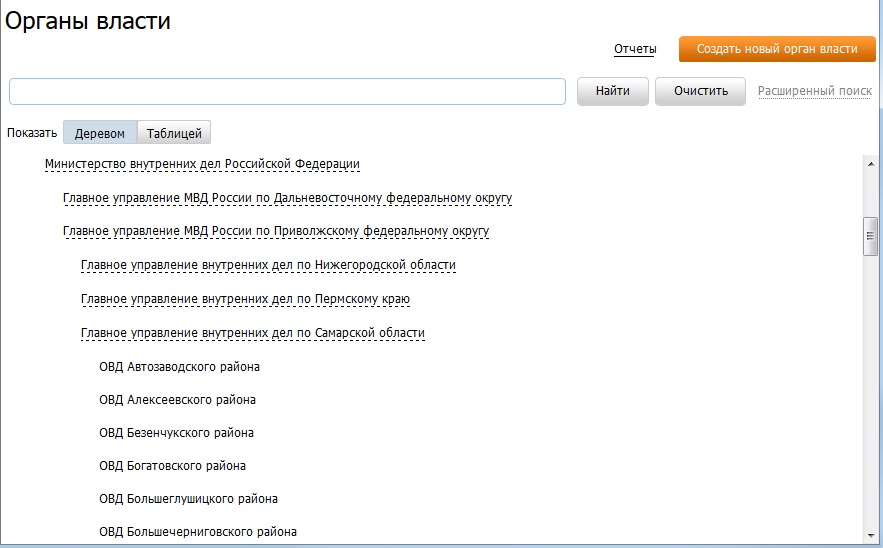 Органы власти
Отчеты
Создать новый орган власти
Найти
Очистить
Расширенный поиск
Показать
Деревом
Таблицей
Министерство внутренних дел Российской Федерации
Главное управление МВД России по Дальневосточному федеральному округу
Главное управление МВД России по Приволжскому федеральному округу
Главное управление внутренних дел по Нижегородской области
Главное управление внутренних дел по Пермскому краю
Главное управление внутренних дел по Самарской области
ОВД Автозаводского района
ОВД Алексеевского района
ОВД Безенчукского района
ОВД Богатовского района
ОВД Большеглушицкого района
ОВД Большечерниговского района